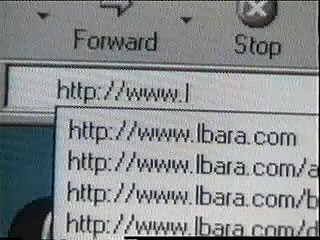 Forward Stop
http://www.l
http://www.lbara.com
http://www.lbara.com/a
http://www.lbara.com/b
http://www.lbara.com/d